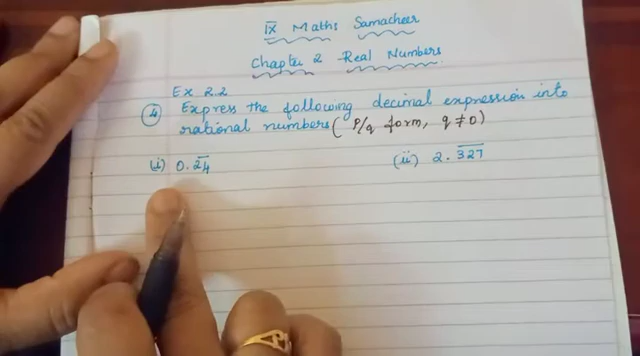 IX Maths Samacheer
Chapter 2 Real Numbers
Ex 2.2
④ Express the following decimal expression into
rational numbers (P/q form, q ≠ 0)
(i) 0.2̅4̅ (ii) 2.3̅2̅7̅